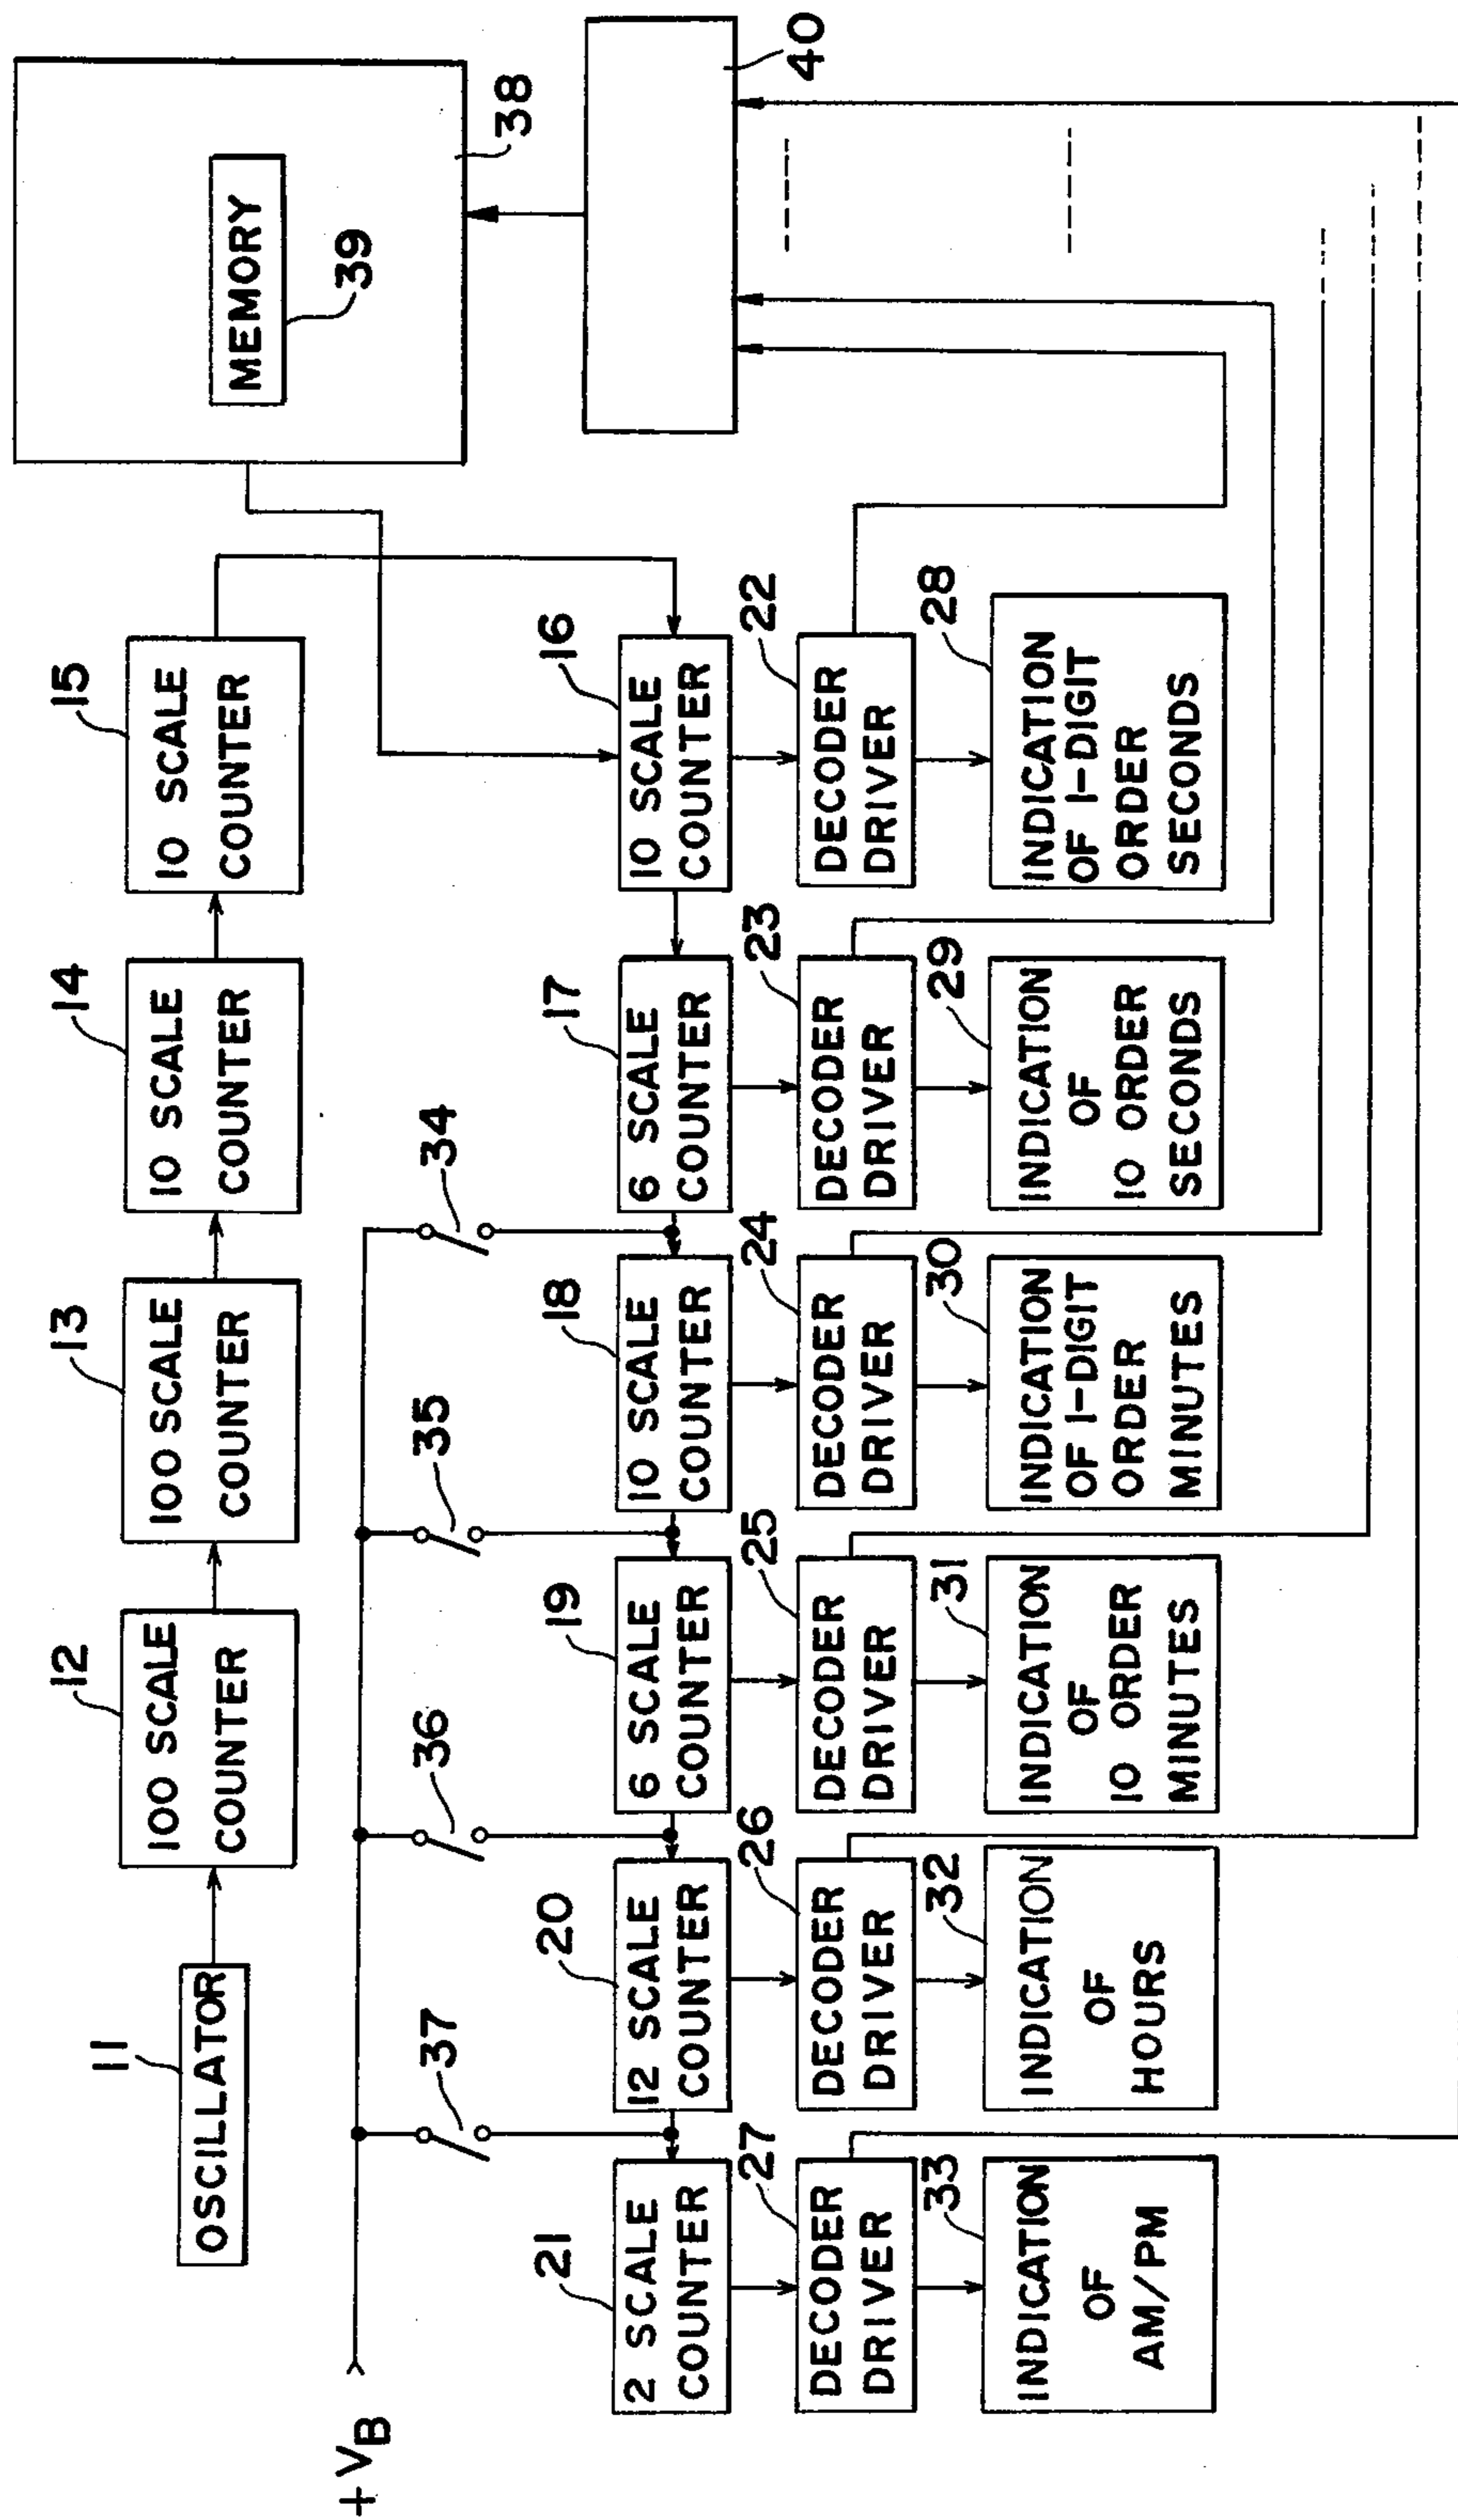 11
OSCILLATOR
12
100 SCALE
COUNTER
13
100 SCALE
COUNTER
14
10 SCALE
COUNTER
15
10 SCALE
COUNTER
MEMORY
39
38
40
+VB
37
36
35
34
21
2 SCALE
COUNTER
20
12 SCALE
COUNTER
19
6 SCALE
COUNTER
18
10 SCALE
COUNTER
17
6 SCALE
COUNTER
16
10 SCALE
COUNTER
27
DECODER
DRIVER
26
DECODER
DRIVER
25
DECODER
DRIVER
24
DECODER
DRIVER
23
DECODER
DRIVER
22
DECODER
DRIVER
33
INDICATION
OF
AM/PM
32
INDICATION
OF
HOURS
31
INDICATION
OF
10 ORDER
MINUTES
30
INDICATION
OF 1-DIGIT
ORDER
MINUTES
29
INDICATION
OF
10 ORDER
SECONDS
28
INDICATION
OF 1-DIGIT
ORDER
SECONDS